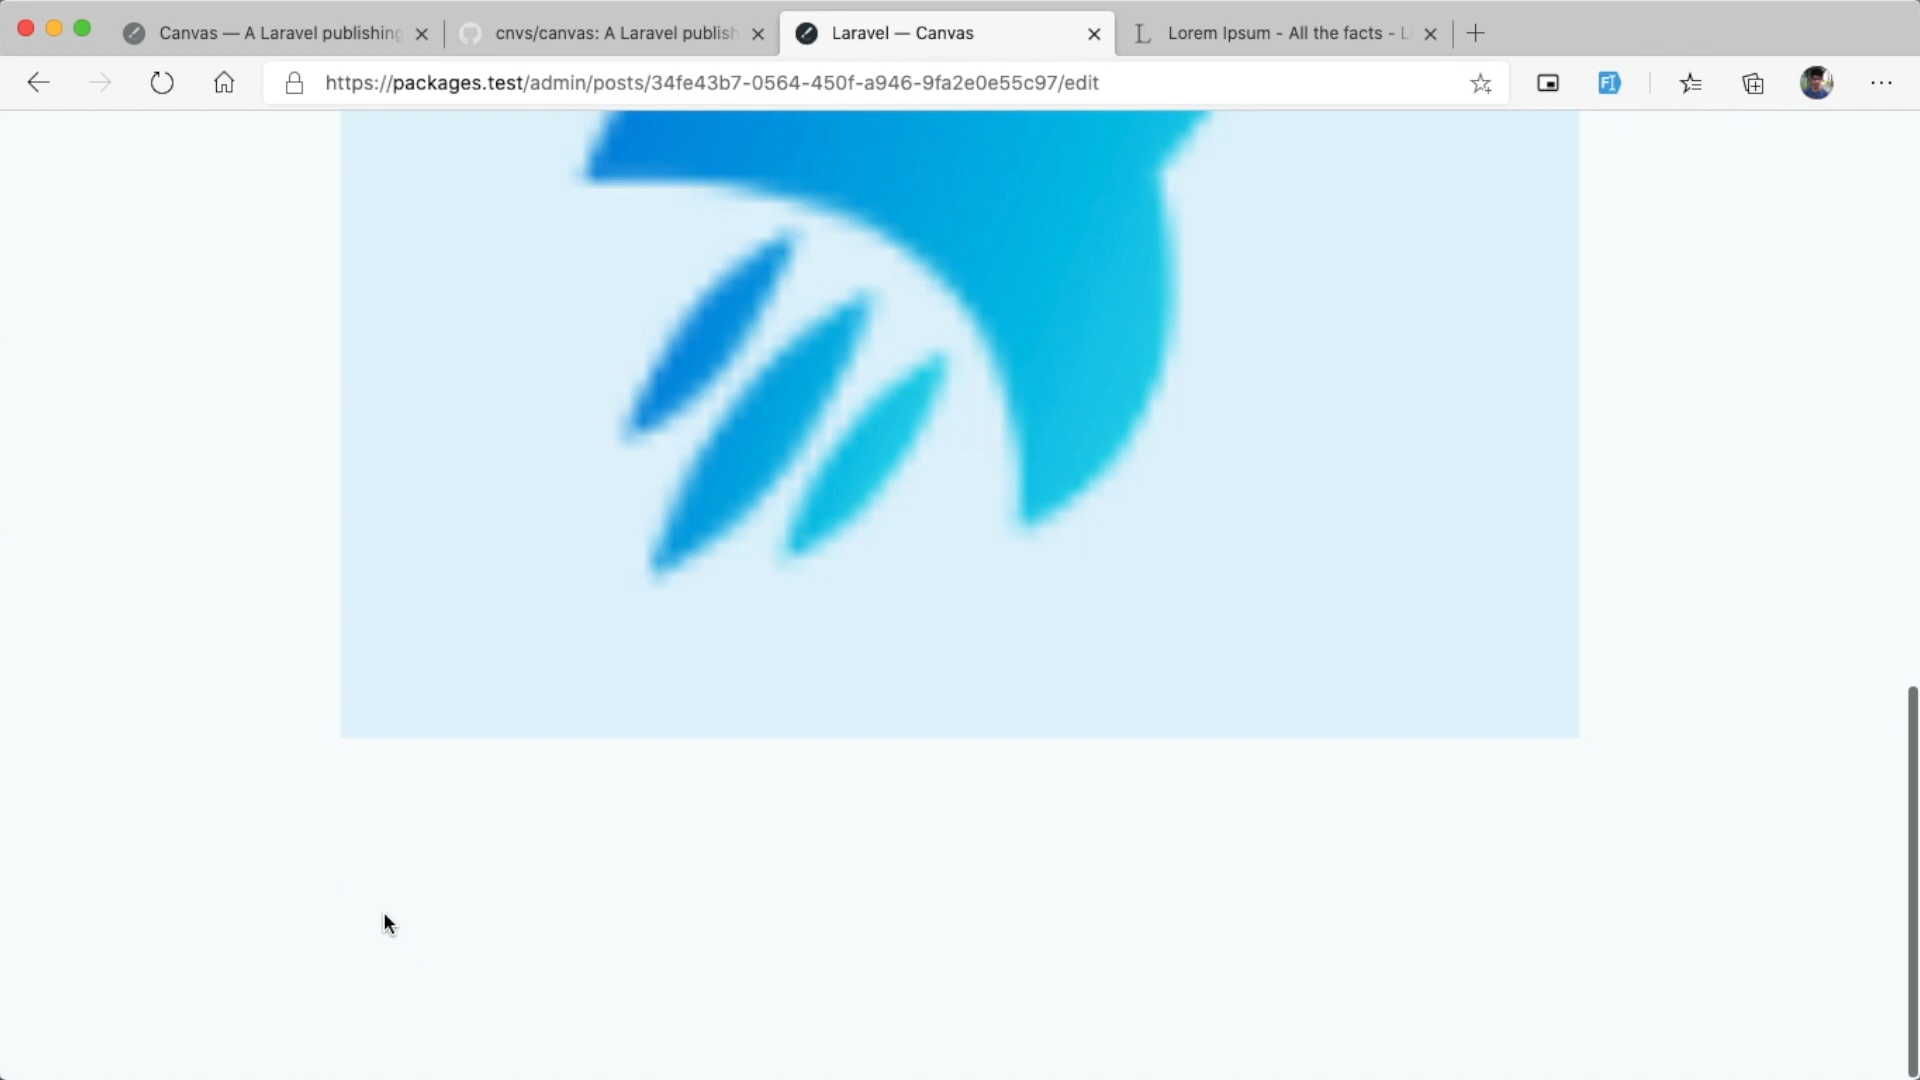 Canvas — A Laravel publishing
cnvs/canvas: A Laravel publish
Laravel — Canvas
Lorem Ipsum - All the facts - L
https://packages.test/admin/posts/34fe43b7-0564-450f-a946-9fa2e0e55c97/edit